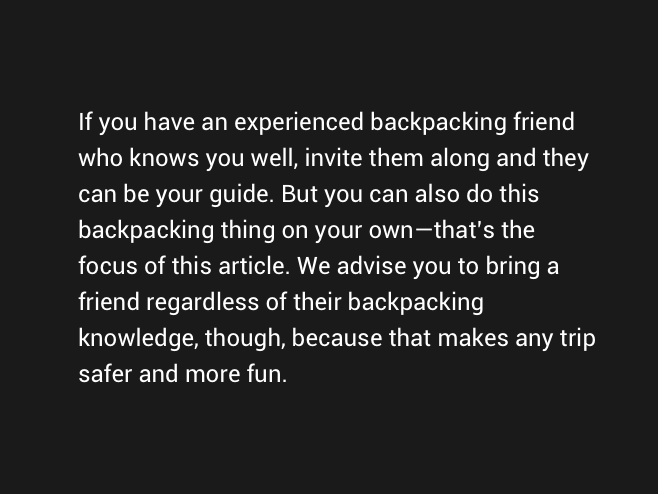 If you have an experienced backpacking friend
who knows you well, invite them along and they
can be your guide. But you can also do this
backpacking thing on your own—that's the
focus of this article. We advise you to bring a
friend regardless of their backpacking
knowledge, though, because that makes any trip
safer and more fun.